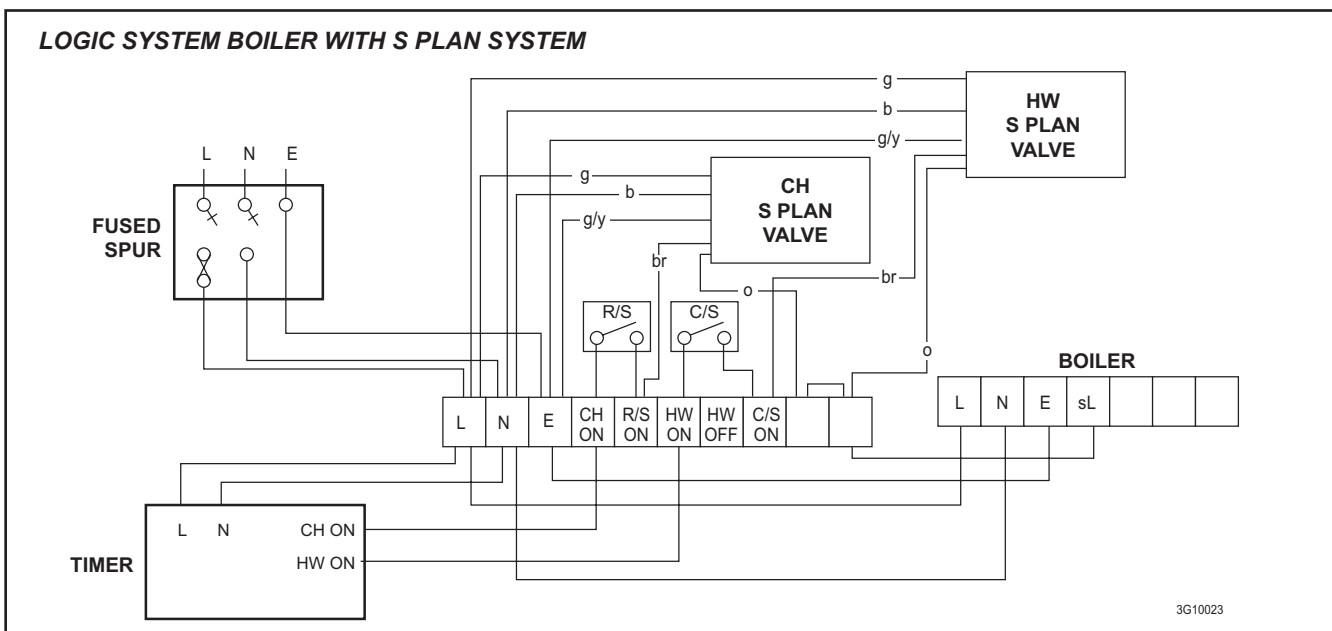 LOGIC SYSTEM BOILER WITH S PLAN SYSTEM
g
b
g/y
br
o
HW
S PLAN
VALVE
g
b
g/y
br
o
CH
S PLAN
VALVE
L N E
FUSED
SPUR
R/S
C/S
BOILER
L N E sL
L N E CH ON R/S ON HW ON HW OFF C/S ON
TIMER
L N CH ON
HW ON
3G10023